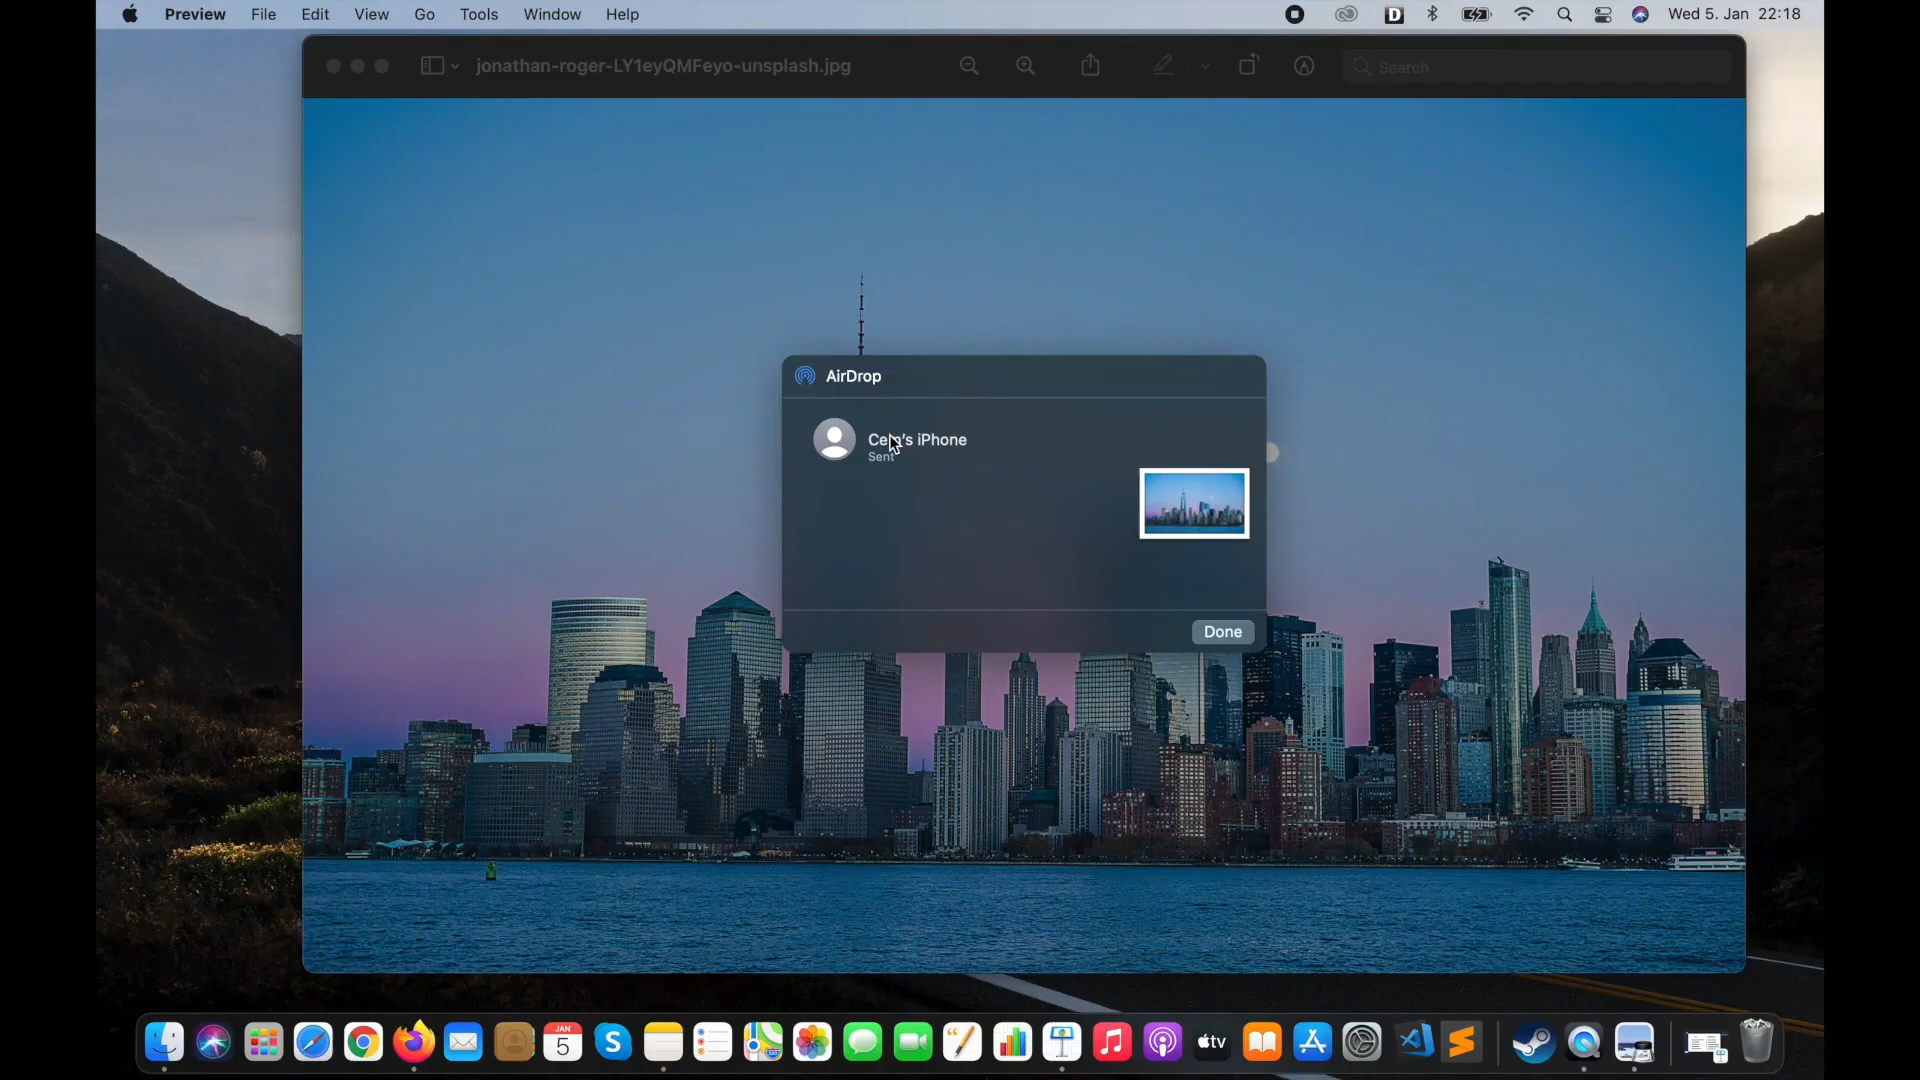 Preview File Edit View Go Tools Window Help D Wed 5. Jan 22:18
jonathan-roger-LY1eyQMFeyo-unsplash.jpg Search
AirDrop
Cem's iPhone
Sent
Done
JAN
5
S
tv